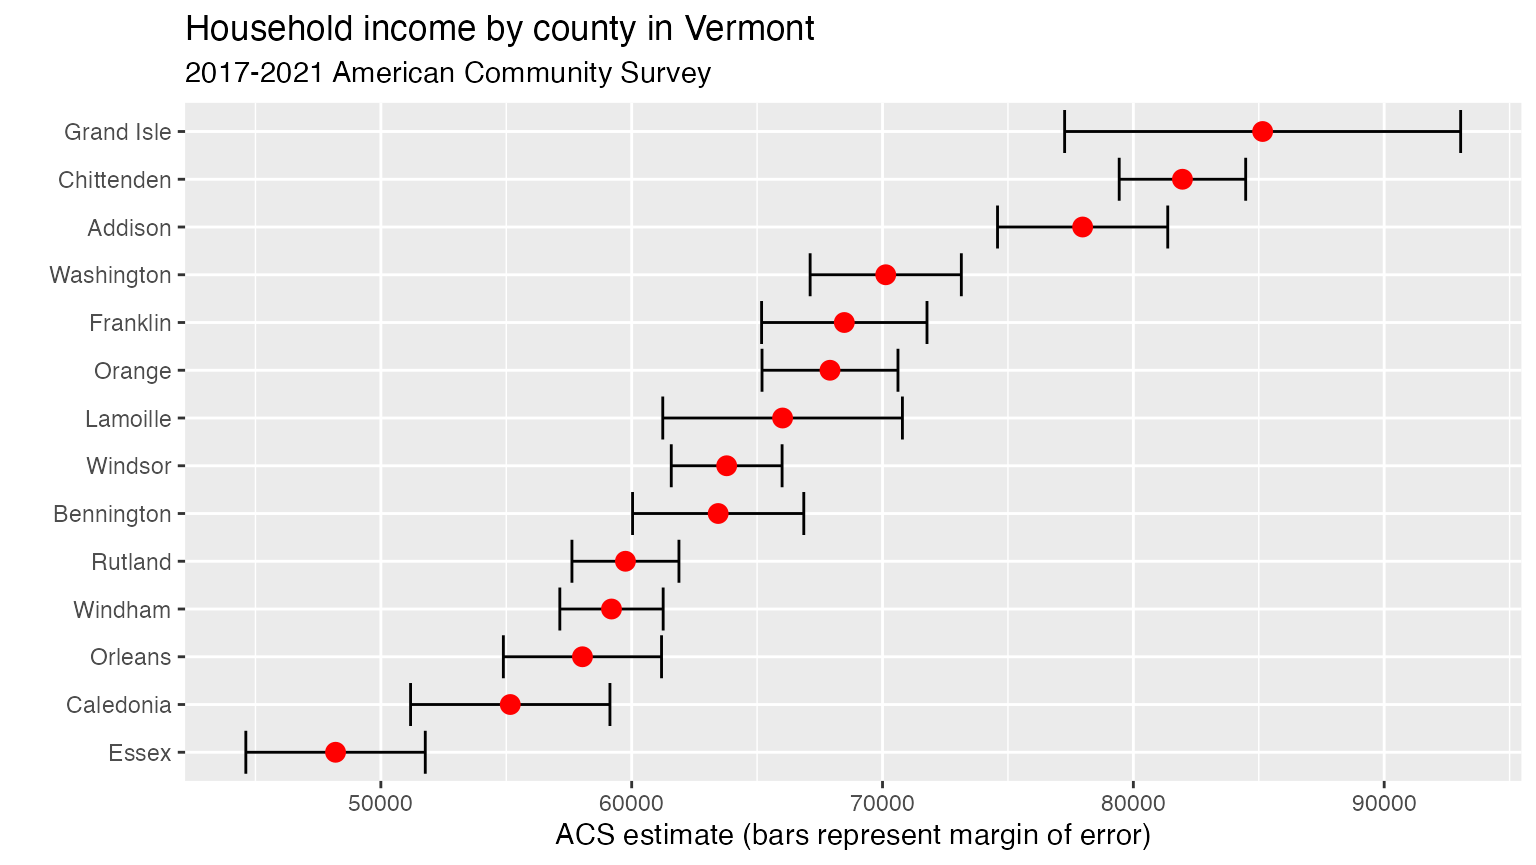 Household income by county in Vermont
2017-2021 American Community Survey
Grand Isle
Chittenden
Addison
Washington
Franklin
Orange
Lamoille
Windsor
Bennington
Rutland
Windham
Orleans
Caledonia
Essex
50000 60000 70000 80000 90000
ACS estimate (bars represent margin of error)